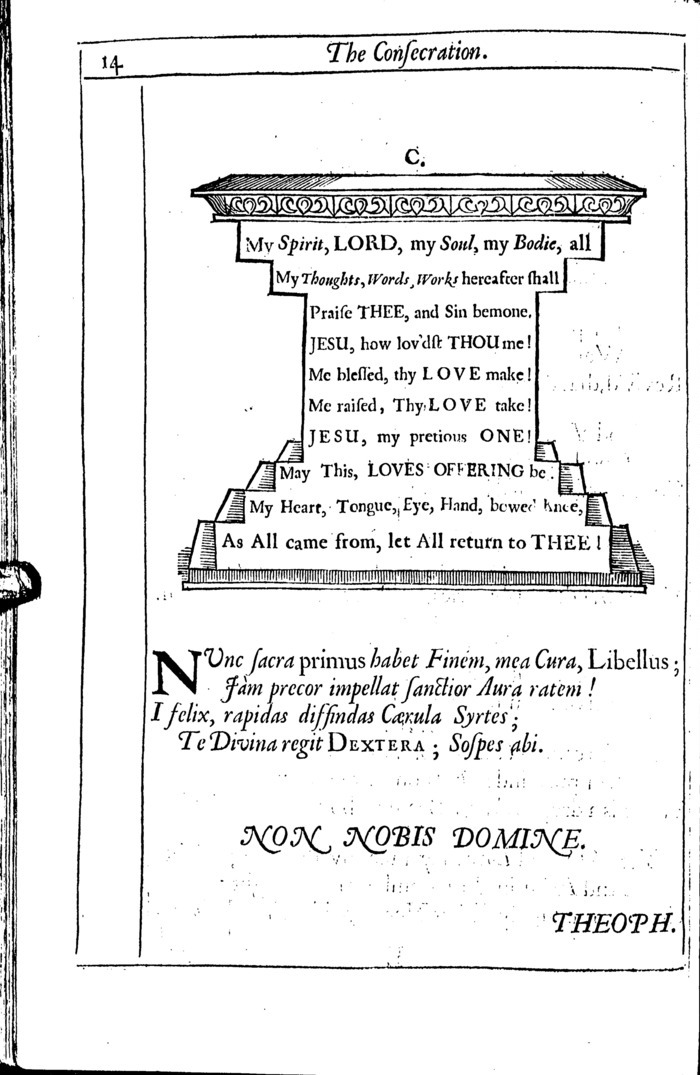 14
The Conſecration.
C.
My Spirit, LORD, my Soul, my Bodie, all
My Thoughts, Words, Works hereafter ſhall
Praiſe THEE, and Sin bemone.
JESU, how lov'dſt THOU me!
Me bleſſed, thy LOVE make!
Me raiſed, Thy LOVE take!
JESU, my pretious ONE!
May This, LOVES OFFERING be:
My Heart, Tongue, Eye, Hand, bowed Knee,
As All came from, let All return to THEE!
NUnc ſacra primus habet Finem, mea Cura, Libellus;
Jàm precor impellat ſanctior Aura ratem!
I felix, rapidas diffindas Cærula Syrtes;
Te Divina regit DEXTERA; Soſpes abi.
NON NOBIS DOMINE.
THEOPH.